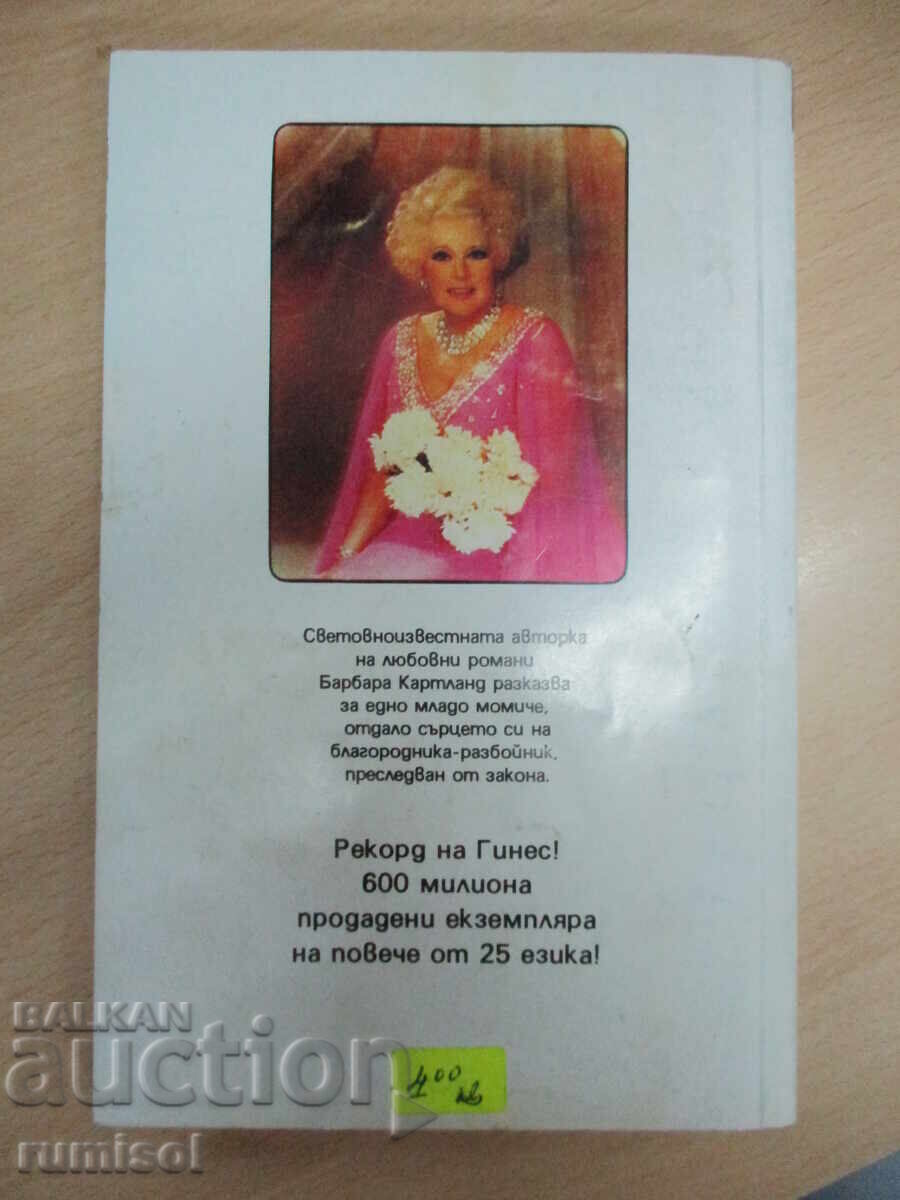 Световноизвестната авторка
на любовни романи
Барбара Картланд разказва
за едно младо момиче,
отдало сърцето си на
благородника-разбойник,
преследван от закона.
Рекорд на Гинес!
600 милиона
продадени екземпляра
на повече от 25 езика!
BALKAN
auction
4 00
лв
rumisol